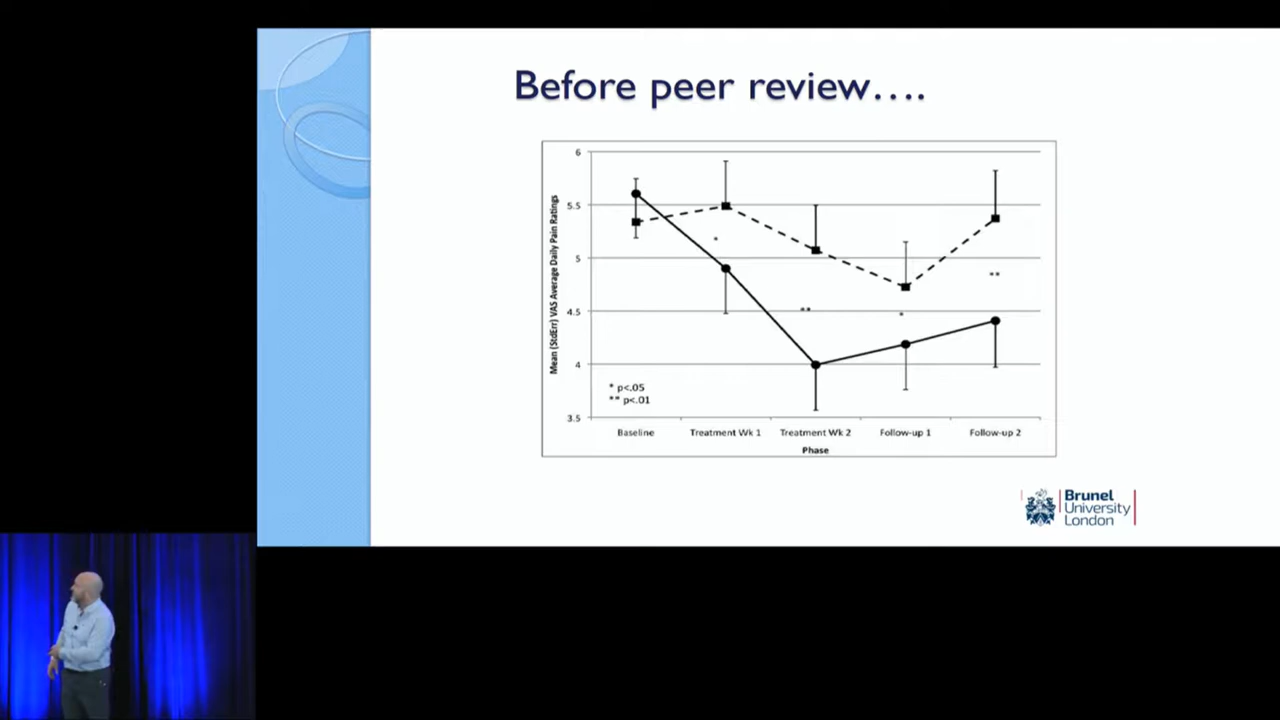 Before peer review....
6
5.5
5
4.5
4
3.5
Mean (StdErr) VAS Average Daily Pain Ratings
*
**
*
**
* p<.05
** p<.01
Baseline Treatment Wk 1 Treatment Wk 2 Follow-up 1 Follow-up 2
Phase
Brunel
University
London